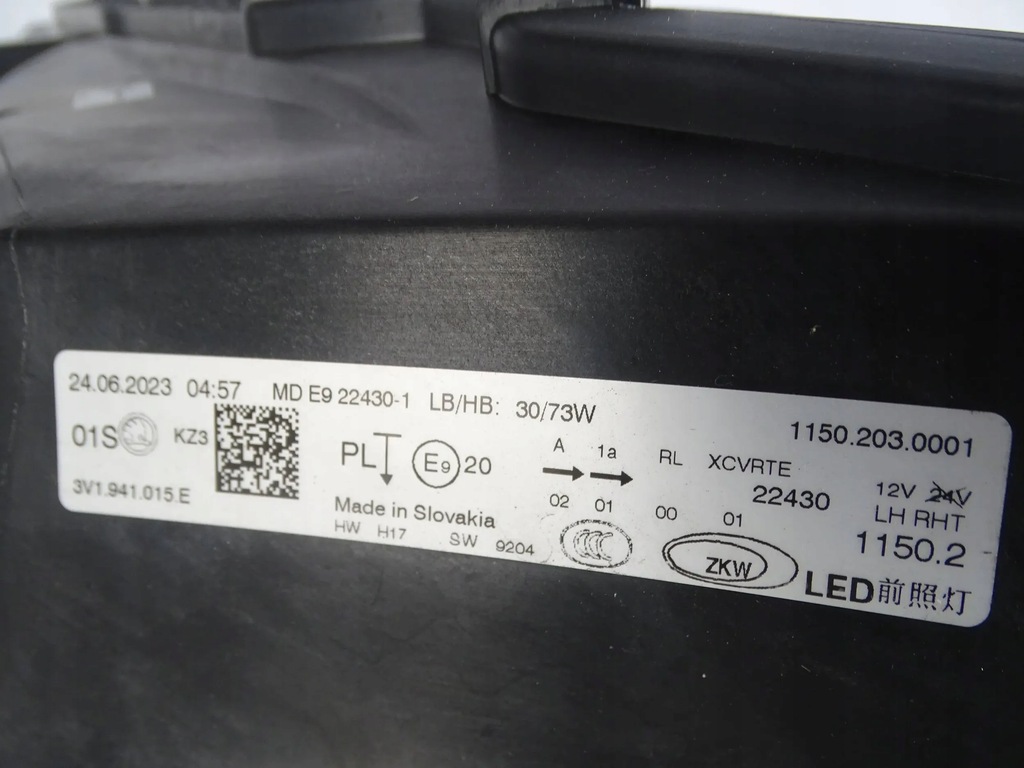 24.06.2023 04:57 MD E9 22430-1 LB/HB: 30/73W 1150.203.0001
01S KZ3 PL E9 20 A 1a RL XCVRTE 12V 24V
02 01 00 01 22430 LH RHT
3V1.941.015.E Made in Slovakia 1150.2
HW H17 SW 9204 CCC ZKW LED前照灯